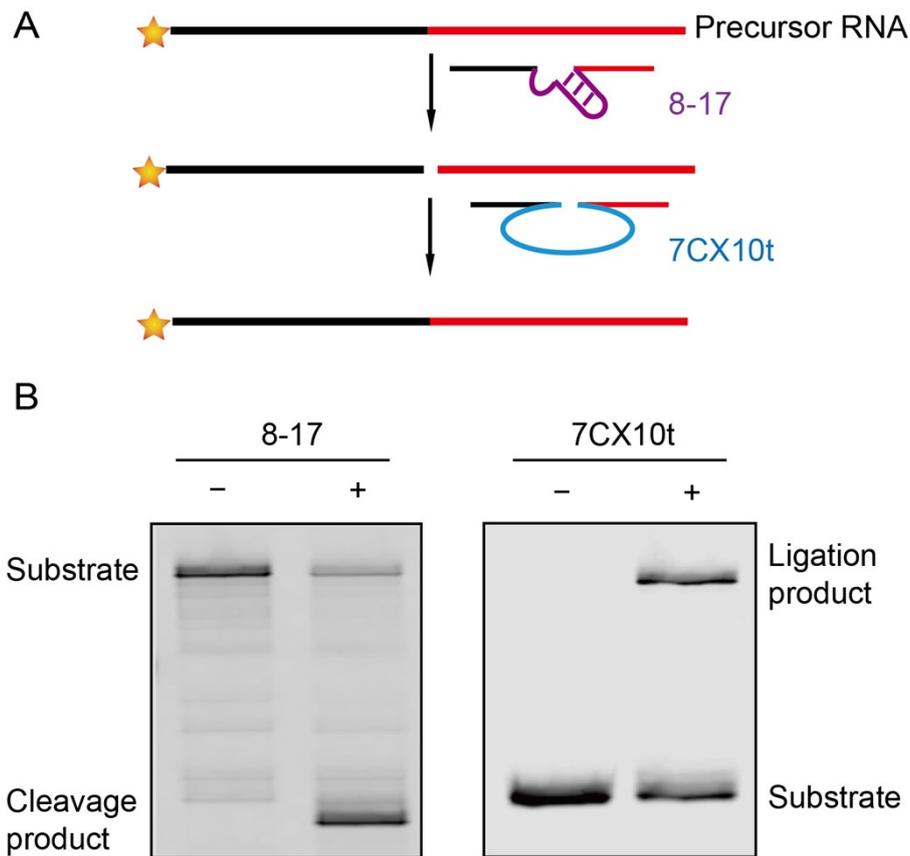 A
Precursor RNA
8-17
7CX10t
B
8-17
7CX10t
− +
− +
Substrate
Ligation
product
Cleavage
product
Substrate